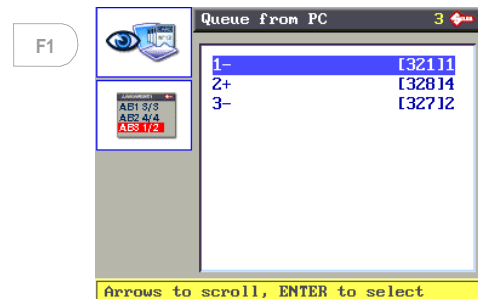 F1
Queue from PC 3
1- [321]1
2+ [328]4
3- [327]2
AB1 3/3
AB2 4/4
AB3 1/2
Arrows to scroll, ENTER to select